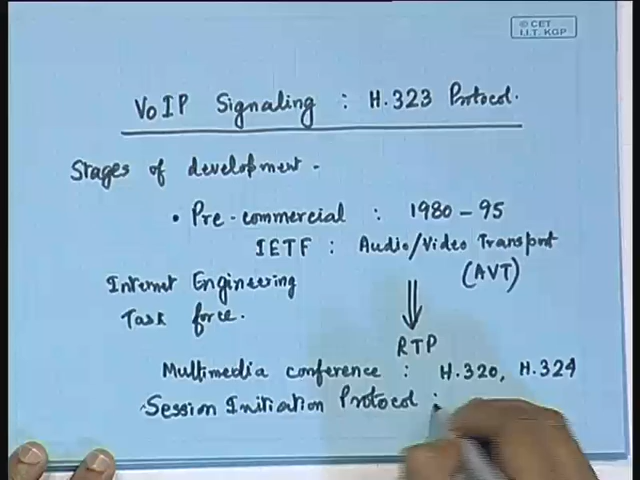 © CET
I.I.T. KGP
VoIP Signaling : H.323 Protocol.
Stages of development.
• Pre-commercial : 1980-95
IETF : Audio/Video Transport
(AVT)
Internet Engineering
Task force.
RTP
Multimedia conference : H.320, H.324
Session Initiation Protocol :